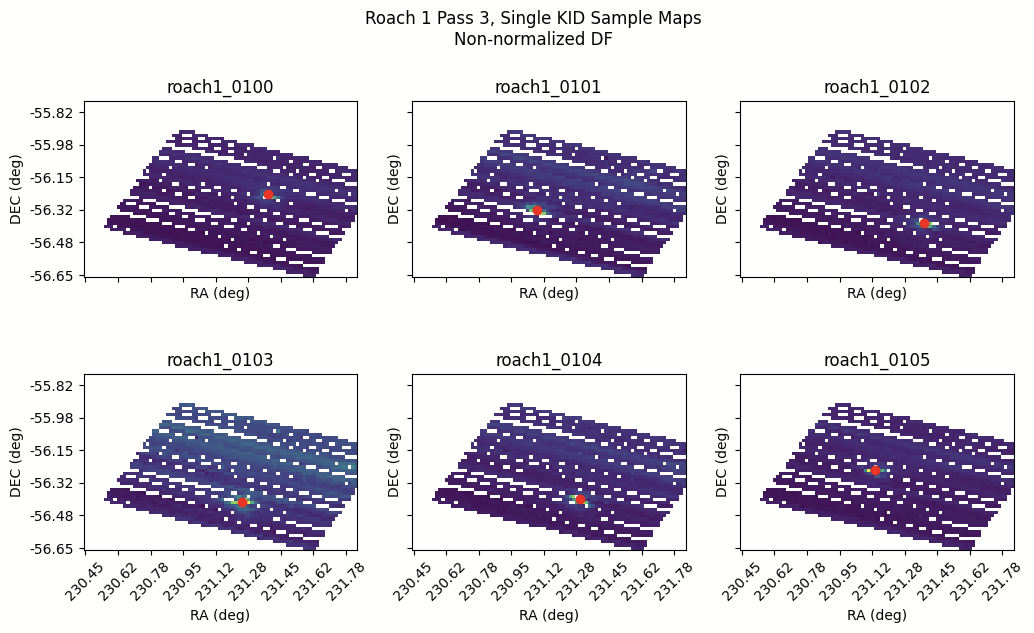 Roach 1 Pass 3, Single KID Sample Maps
Non-normalized DF
roach1_0100
roach1_0101
roach1_0102
-55.82
-55.98
-56.15
-56.32
-56.48
-56.65
DEC (deg)
DEC (deg)
DEC (deg)
RA (deg)
RA (deg)
RA (deg)
roach1_0103
roach1_0104
roach1_0105
-55.82
-55.98
-56.15
-56.32
-56.48
-56.65
DEC (deg)
DEC (deg)
DEC (deg)
230.45 230.62 230.78 230.95 231.12 231.28 231.45 231.62 231.78
230.45 230.62 230.78 230.95 231.12 231.28 231.45 231.62 231.78
230.45 230.62 230.78 230.95 231.12 231.28 231.45 231.62 231.78
RA (deg)
RA (deg)
RA (deg)